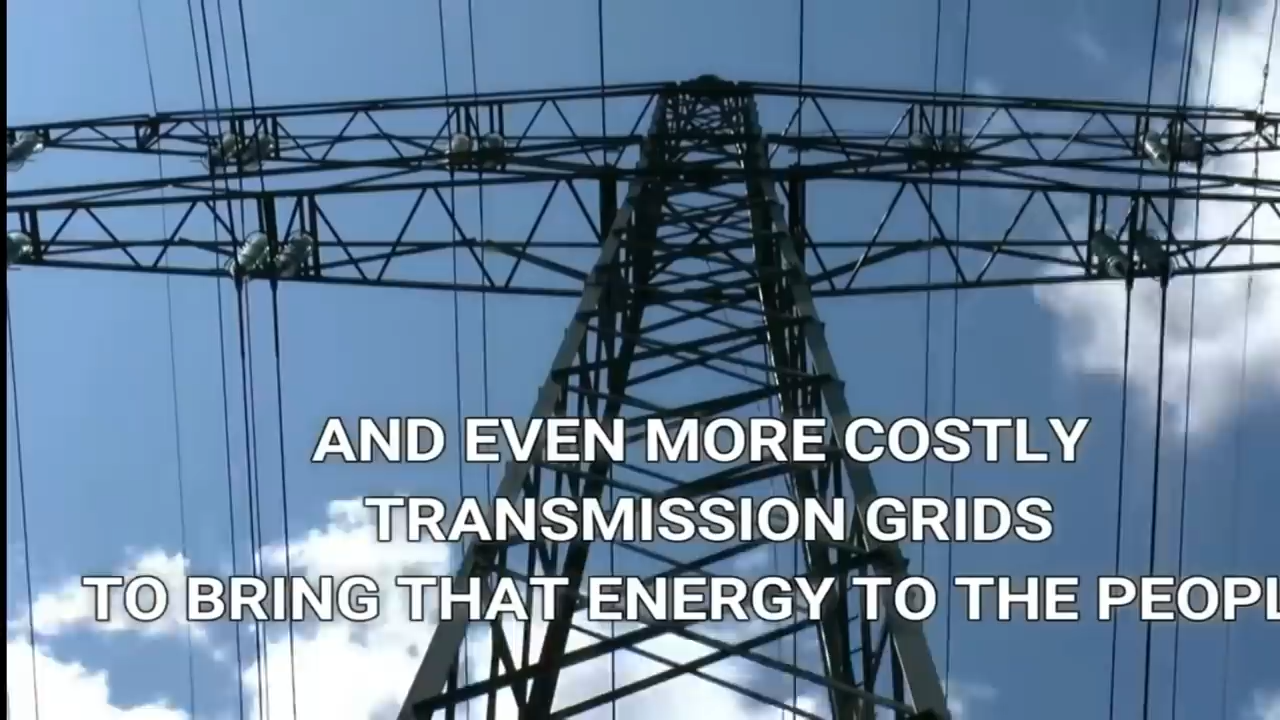 AND EVEN MORE COSTLY
TRANSMISSION GRIDS
TO BRING THAT ENERGY TO THE PEOPL